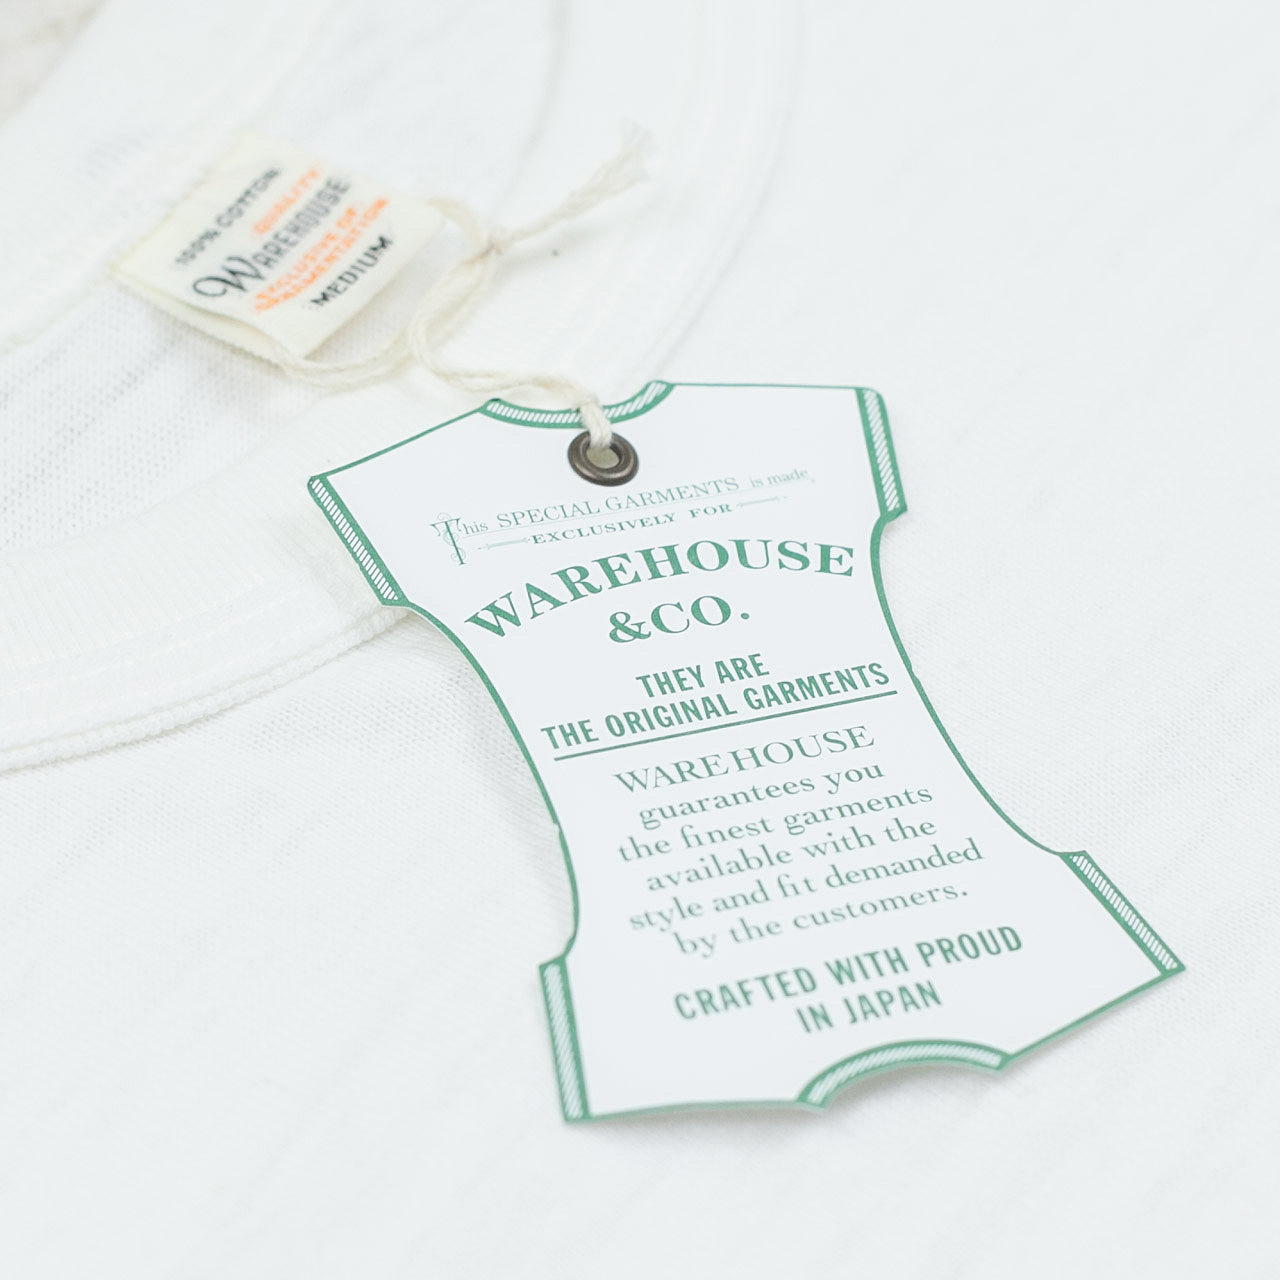 100% COTTON
QUALITY
WAREHOUSE
EXCLUSIVE OF
MEDIUM
This SPECIAL GARMENTS is made
EXCLUSIVELY FOR
WAREHOUSE
&CO.
THEY ARE
THE ORIGINAL GARMENTS
WAREHOUSE
guarantees you
the finest garments
available with the
style and fit demanded
by the customers.
CRAFTED WITH PROUD
IN JAPAN